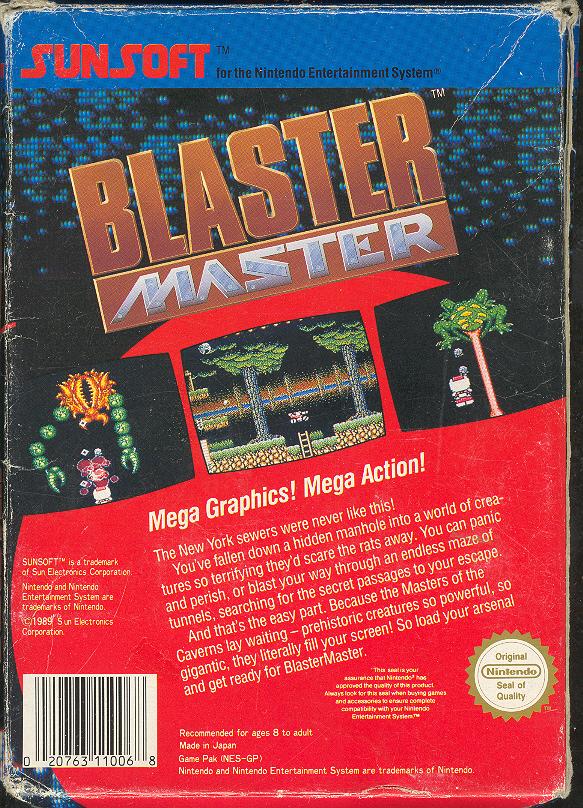 SUNSOFT™
for the Nintendo Entertainment System®
BLASTER™
MASTER
Mega Graphics! Mega Action!
The New York sewers were never like this!
You've fallen down a hidden manhole into a world of crea-
tures so terrifying they'd scare the rats away. You can panic
and perish, or blast your way through an endless maze of
tunnels, searching for the secret passages to your escape.
And that's the easy part. Because the Masters of the
Caverns lay waiting – prehistoric creatures so powerful, so
gigantic, they literally fill your screen! So load your arsenal
and get ready for BlasterMaster.
SUNSOFT™ is a trademark
of Sun Electronics Corporation.
Nintendo and Nintendo
Entertainment System are
trademarks of Nintendo.
©1989 Sun Electronics
Corporation.
"This seal is your
assurance that Nintendo® has
approved the quality of this product.
Always look for this seal when buying games
and accessories to ensure complete
compatibility with your Nintendo
Entertainment System™
Original
Nintendo
Seal of
Quality
TM
0 20763 11006 8
Recommended for ages 8 to adult
Made in Japan
Game Pak (NES-GP)
Nintendo and Nintendo Entertainment System are trademarks of Nintendo.